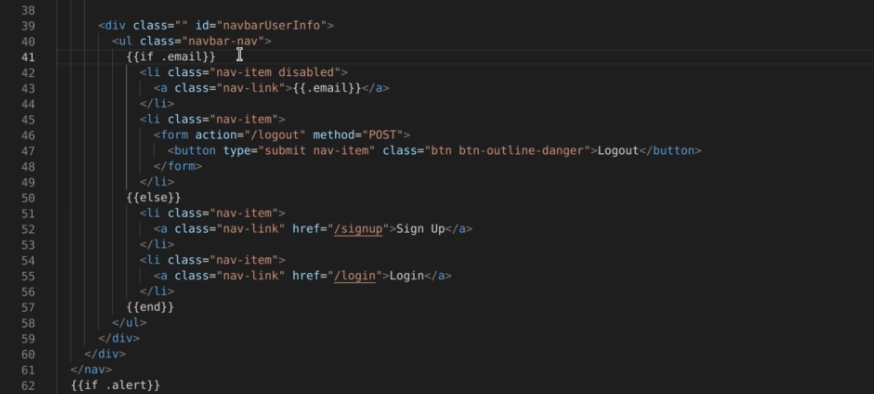 38
39 <div class="" id="navbarUserInfo">
40 <ul class="navbar-nav">
41 {{if .email}}
42 <li class="nav-item disabled">
43 <a class="nav-link">{{.email}}</a>
44 </li>
45 <li class="nav-item">
46 <form action="/logout" method="POST">
47 <button type="submit nav-item" class="btn btn-outline-danger">Logout</button>
48 </form>
49 </li>
50 {{else}}
51 <li class="nav-item">
52 <a class="nav-link" href="/signup">Sign Up</a>
53 </li>
54 <li class="nav-item">
55 <a class="nav-link" href="/login">Login</a>
56 </li>
57 {{end}}
58 </ul>
59 </div>
60 </div>
61 </nav>
62 {{if .alert}}